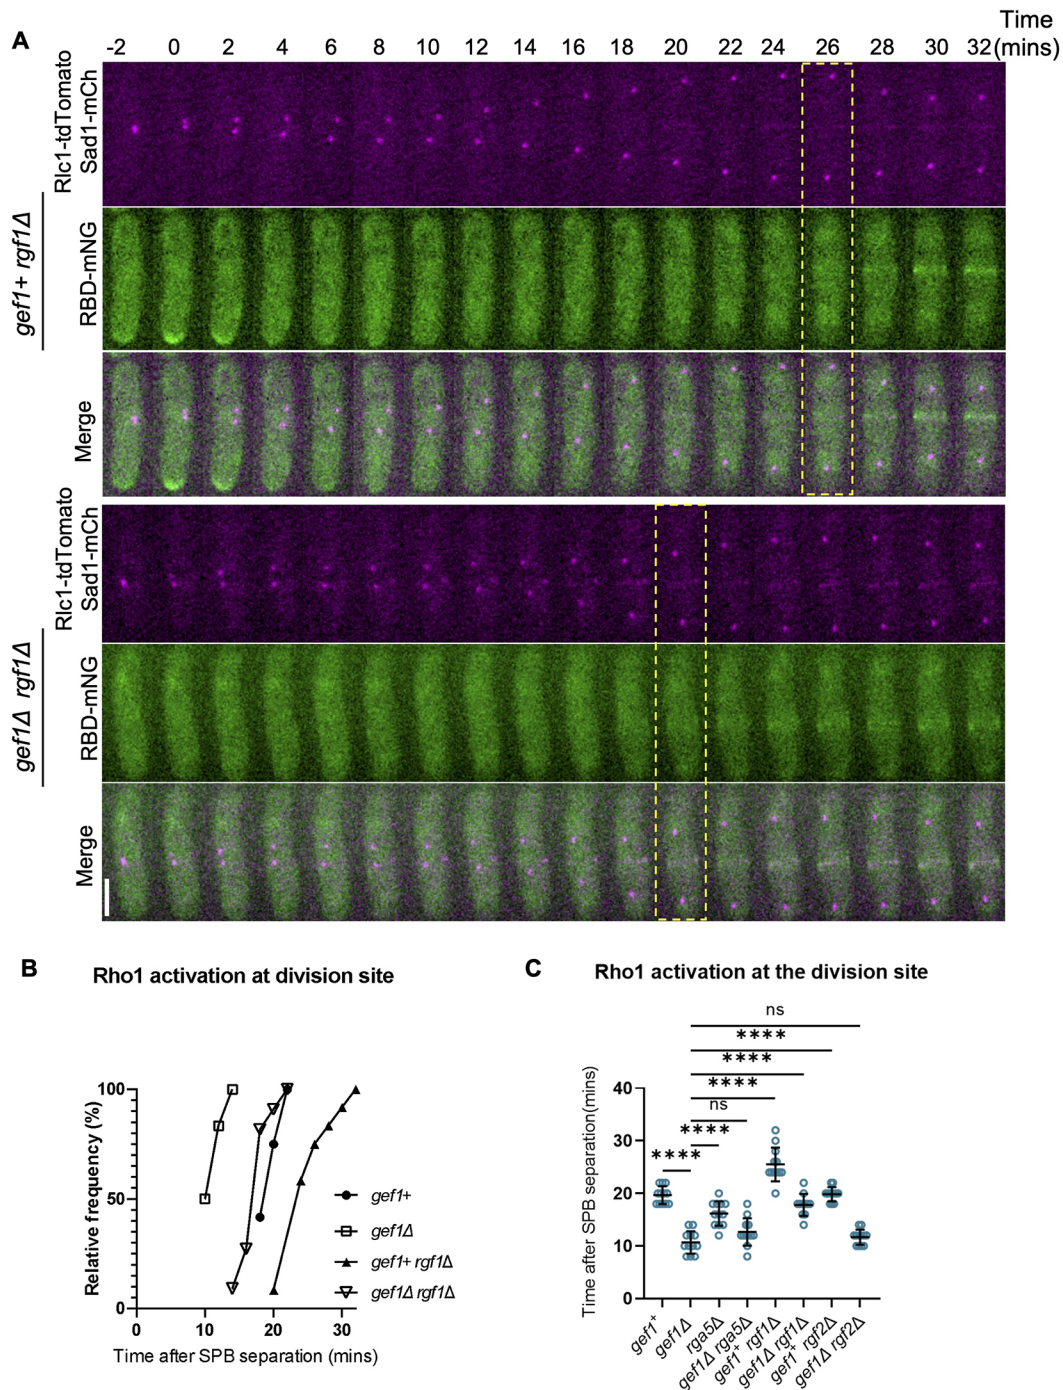 A
Time
-2 0 2 4 6 8 10 12 14 16 18 20 22 24 26 28 30 32 (mins)
gef1+ rgf1Δ
Rlc1-tdTomato
Sad1-mCh
RBD-mNG
Merge
gef1Δ rgf1Δ
Rlc1-tdTomato
Sad1-mCh
RBD-mNG
Merge
B
Rho1 activation at division site
Relative frequency (%)
100
50
0
0 10 20 30
Time after SPB separation (mins)
gef1+
gef1Δ
gef1+ rgf1Δ
gef1Δ rgf1Δ
C
Rho1 activation at the division site
ns
****
****
****
ns
****
****
Time after SPB separation(mins)
40
30
20
10
0
gef1+
gef1Δ
rga5Δ
gef1Δ rga5Δ
gef1+ rgf1Δ
gef1Δ rgf1Δ
gef1+ rgf2Δ
gef1Δ rgf2Δ